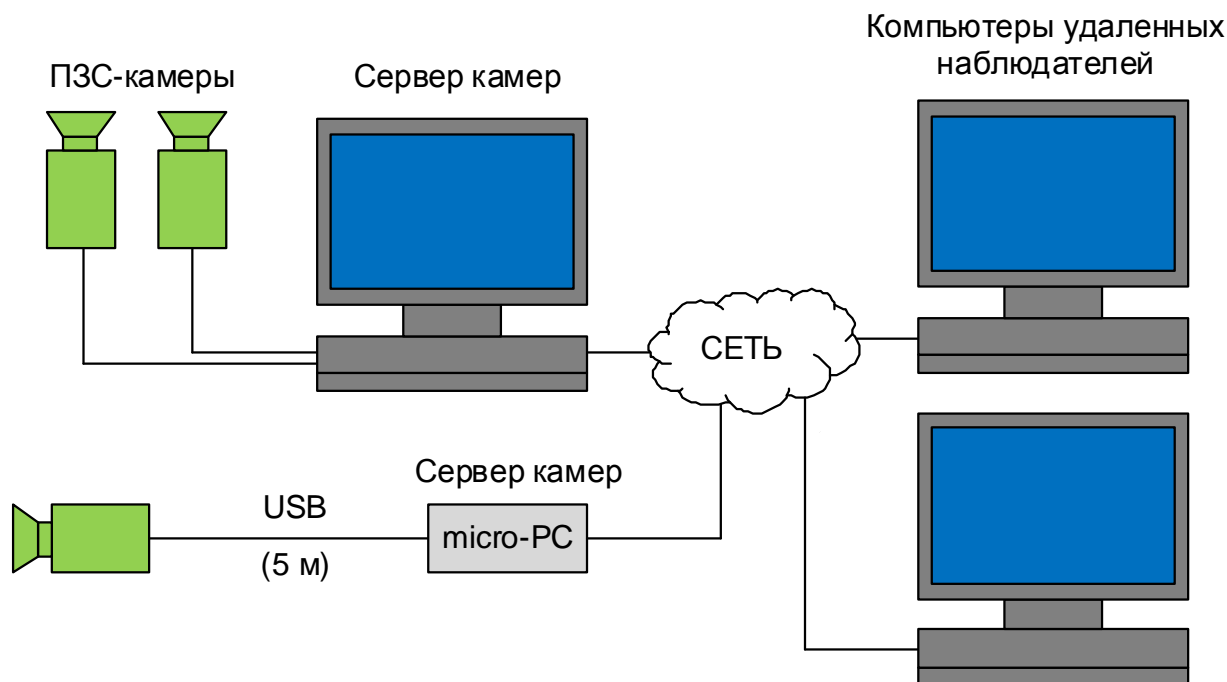 Компьютеры удаленных
наблюдателей
ПЗС-камеры
Сервер камер
СЕТЬ
Сервер камер
USB
(5 м)
micro-PC